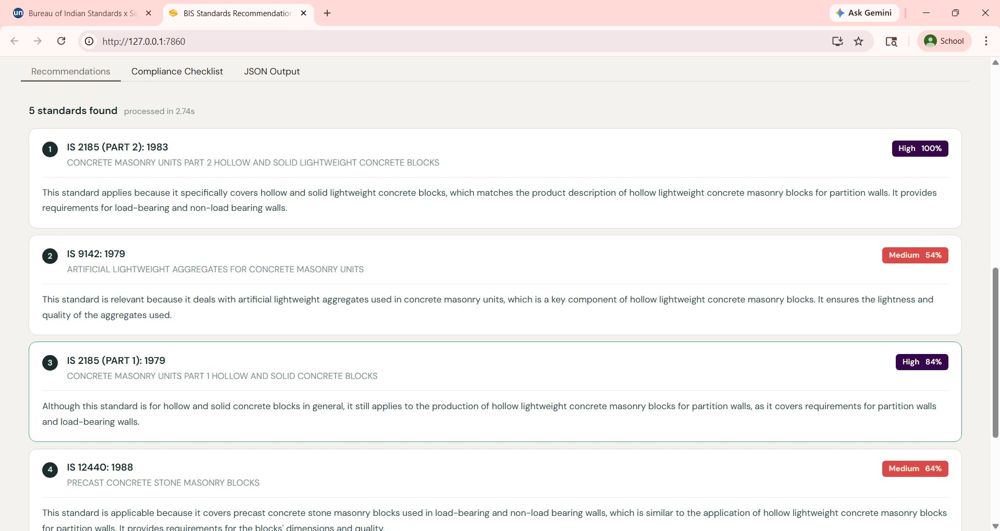 Bureau of Indian Standards x Si
BIS Standards Recommendation
Ask Gemini
http://127.0.0.1:7860
School
Recommendations
Compliance Checklist
JSON Output
5 standards found processed in 2.74s
1
IS 2185 (PART 2): 1983
High 100%
CONCRETE MASONRY UNITS PART 2 HOLLOW AND SOLID LIGHTWEIGHT CONCRETE BLOCKS
This standard applies because it specifically covers hollow and solid lightweight concrete blocks, which matches the product description of hollow lightweight concrete masonry blocks for partition walls. It provides
requirements for load-bearing and non-load bearing walls.
2
IS 9142: 1979
Medium 54%
ARTIFICIAL LIGHTWEIGHT AGGREGATES FOR CONCRETE MASONRY UNITS
This standard is relevant because it deals with artificial lightweight aggregates used in concrete masonry units, which is a key component of hollow lightweight concrete masonry blocks. It ensures the lightness and
quality of the aggregates used.
3
IS 2185 (PART 1): 1979
High 84%
CONCRETE MASONRY UNITS PART 1 HOLLOW AND SOLID CONCRETE BLOCKS
Although this standard is for hollow and solid concrete blocks in general, it still applies to the production of hollow lightweight concrete masonry blocks for partition walls, as it covers requirements for partition walls
and load-bearing walls.
4
IS 12440: 1988
Medium 64%
PRECAST CONCRETE STONE MASONRY BLOCKS
This standard is applicable because it covers precast concrete stone masonry blocks used in load-bearing and non-load bearing walls, which is similar to the application of hollow lightweight concrete masonry blocks
for partition walls. It provides requirements for the blocks' dimensions and quality.